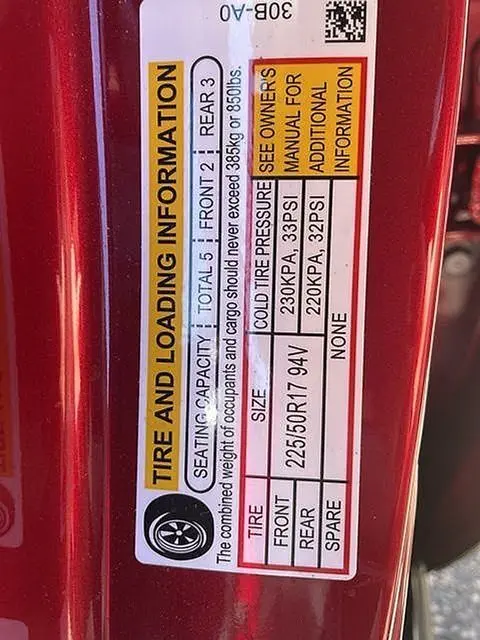 30B-A0
TIRE AND LOADING INFORMATION
SEATING CAPACITY TOTAL 5 FRONT 2 REAR 3
The combined weight of occupants and cargo should never exceed 385kg or 850lbs.
TIRE SIZE COLD TIRE PRESSURE
FRONT 225/50R17 94V 230KPA, 33PSI
REAR 220KPA, 32PSI
SPARE NONE
SEE OWNER'S
MANUAL FOR
ADDITIONAL
INFORMATION